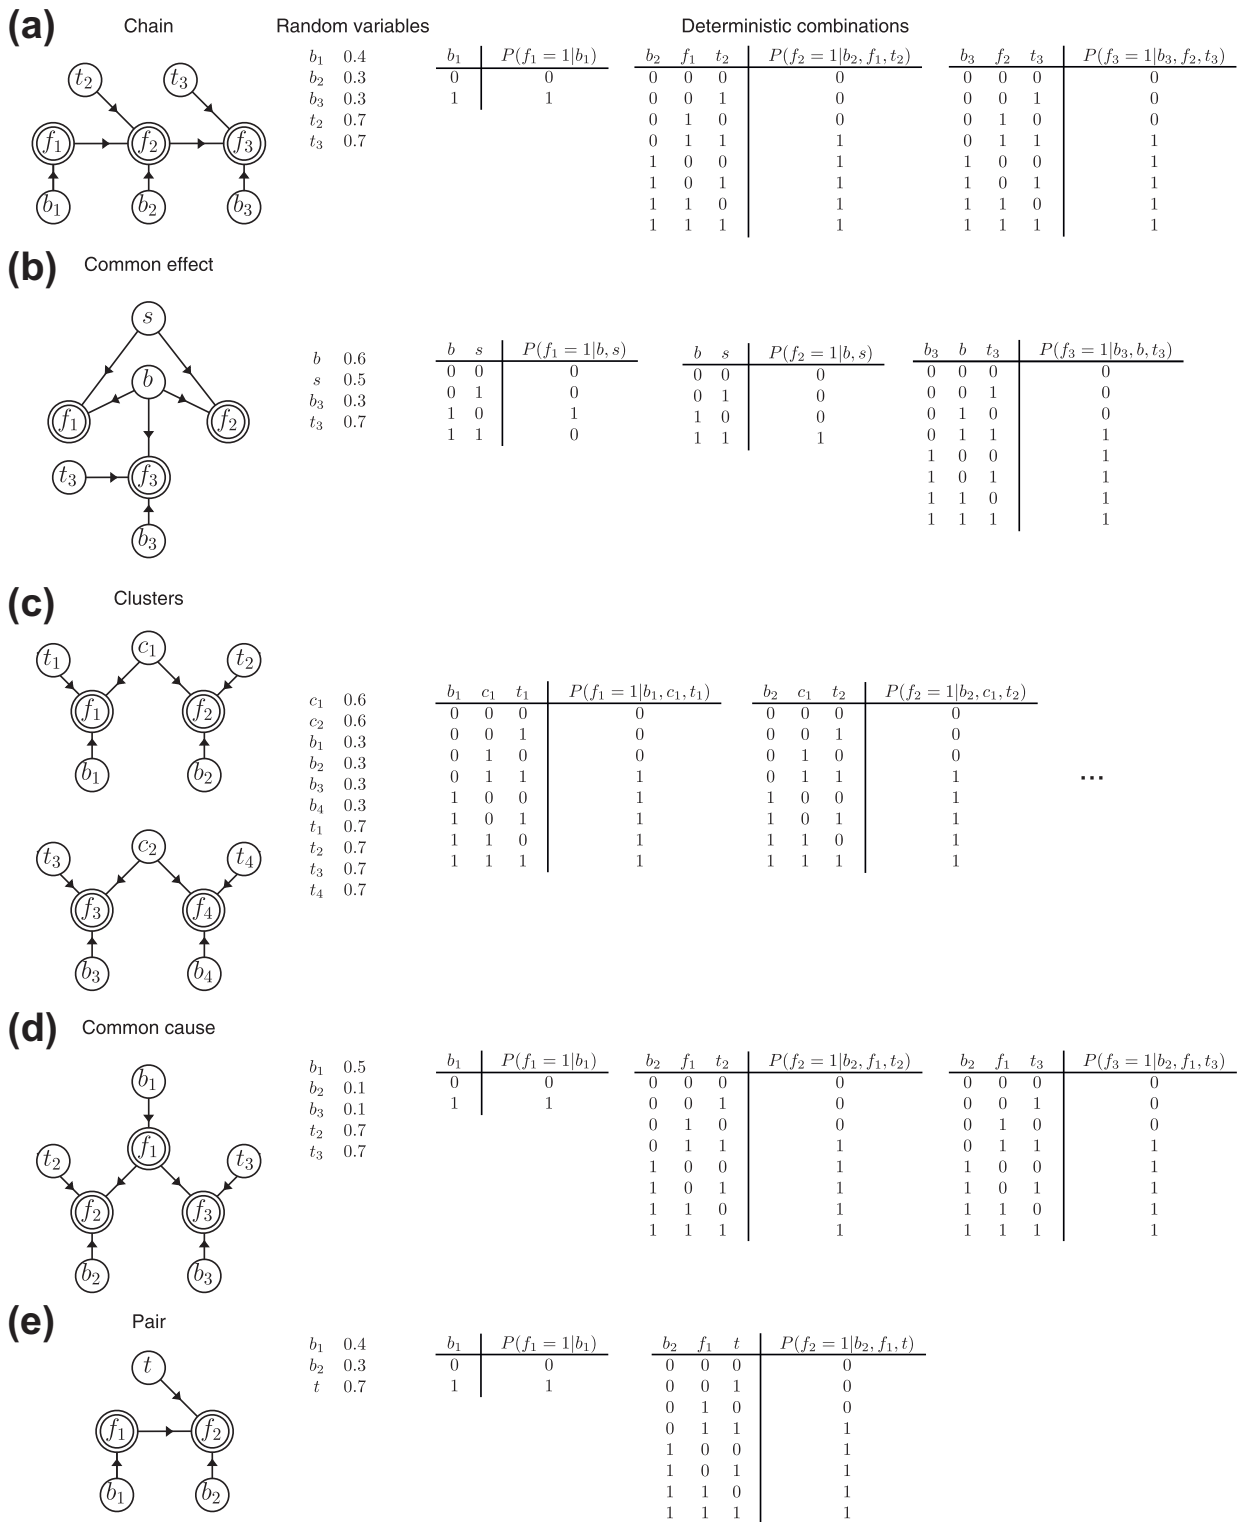 (a) Chain Random variables Deterministic combinations
b₁ 0.4
b₂ 0.3
b₃ 0.3
t₂ 0.7
t₃ 0.7
b₁ P(f₁ = 1|b₁)
0 0
1 1
b₂ f₁ t₂ P(f₂ = 1|b₂, f₁, t₂)
0 0 0 0
0 0 1 0
0 1 0 0
0 1 1 1
1 0 0 1
1 0 1 1
1 1 0 1
1 1 1 1
b₃ f₂ t₃ P(f₃ = 1|b₃, f₂, t₃)
0 0 0 0
0 0 1 0
0 1 0 0
0 1 1 1
1 0 0 1
1 0 1 1
1 1 0 1
1 1 1 1
t₂ t₃
f₁ f₂ f₃
b₁ b₂ b₃
(b) Common effect
s
b
f₁ f₂
t₃ f₃
b₃
b 0.6
s 0.5
b₃ 0.3
t₃ 0.7
b s P(f₁ = 1|b, s)
0 0 0
0 1 0
1 0 1
1 1 0
b s P(f₂ = 1|b, s)
0 0 0
0 1 0
1 0 0
1 1 1
b₃ b t₃ P(f₃ = 1|b₃, b, t₃)
0 0 0 0
0 0 1 0
0 1 0 0
0 1 1 1
1 0 0 1
1 0 1 1
1 1 0 1
1 1 1 1
(c) Clusters
t₁ c₁ t₂
f₁ f₂
b₁ b₂
t₃ c₂ t₄
f₃ f₄
b₃ b₄
c₁ 0.6
c₂ 0.6
b₁ 0.3
b₂ 0.3
b₃ 0.3
b₄ 0.3
t₁ 0.7
t₂ 0.7
t₃ 0.7
t₄ 0.7
b₁ c₁ t₁ P(f₁ = 1|b₁, c₁, t₁)
0 0 0 0
0 0 1 0
0 1 0 0
0 1 1 1
1 0 0 1
1 0 1 1
1 1 0 1
1 1 1 1
b₂ c₁ t₂ P(f₂ = 1|b₂, c₁, t₂)
0 0 0 0
0 0 1 0
0 1 0 0
0 1 1 1
1 0 0 1
1 0 1 1
1 1 0 1
1 1 1 1
...
(d) Common cause
b₁
f₁
t₂ t₃
f₂ f₃
b₂ b₃
b₁ 0.5
b₂ 0.1
b₃ 0.1
t₂ 0.7
t₃ 0.7
b₁ P(f₁ = 1|b₁)
0 0
1 1
b₂ f₁ t₂ P(f₂ = 1|b₂, f₁, t₂)
0 0 0 0
0 0 1 0
0 1 0 0
0 1 1 1
1 0 0 1
1 0 1 1
1 1 0 1
1 1 1 1
b₂ f₁ t₃ P(f₃ = 1|b₂, f₁, t₃)
0 0 0 0
0 0 1 0
0 1 0 0
0 1 1 1
1 0 0 1
1 0 1 1
1 1 0 1
1 1 1 1
(e) Pair
t
f₁ f₂
b₁ b₂
b₁ 0.4
b₂ 0.3
t 0.7
b₁ P(f₁ = 1|b₁)
0 0
1 1
b₂ f₁ t P(f₂ = 1|b₂, f₁, t)
0 0 0 0
0 0 1 0
0 1 0 0
0 1 1 1
1 0 0 1
1 0 1 1
1 1 0 1
1 1 1 1